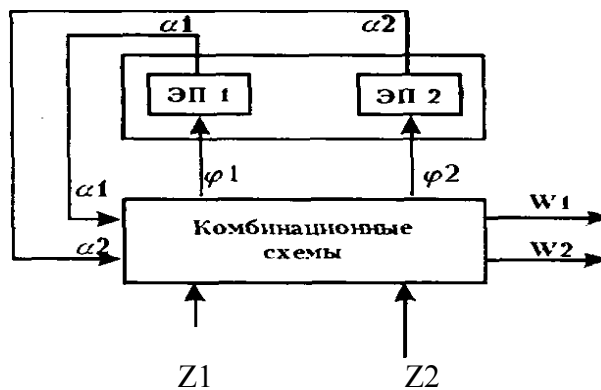 α1 α2
ЭП 1 ЭП 2
φ1 φ2
α1 W1
Комбинационные
схемы
α2 W2
Z1 Z2